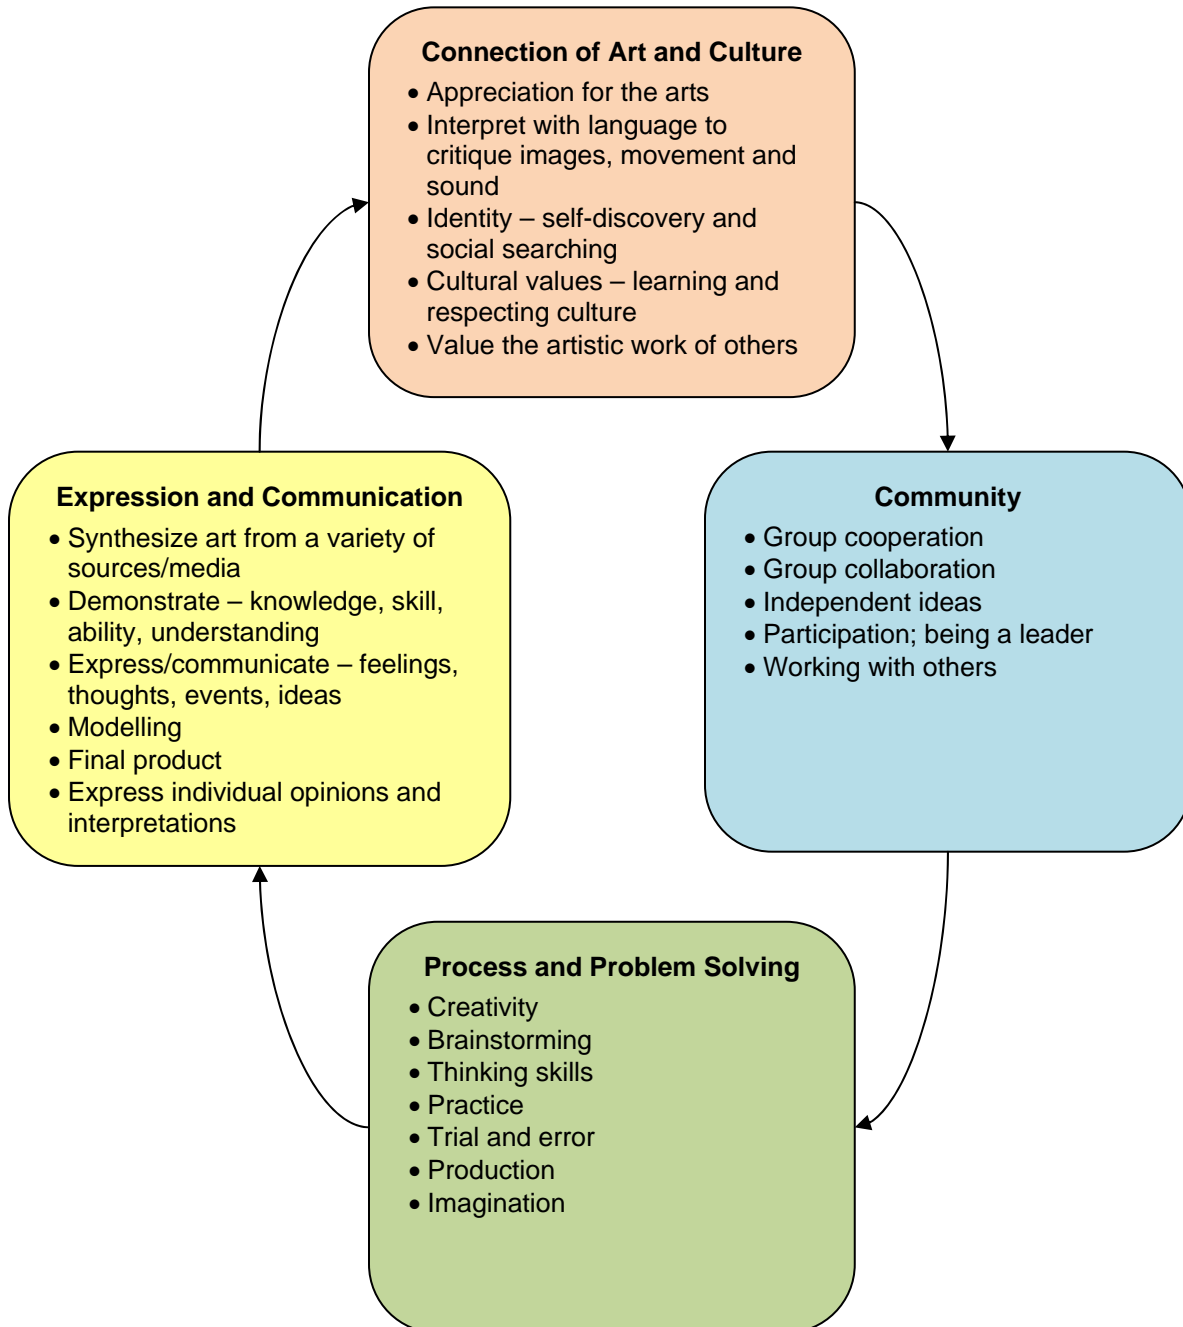 Connection of Art and Culture
• Appreciation for the arts
• Interpret with language to
critique images, movement and
sound
• Identity – self-discovery and
social searching
• Cultural values – learning and
respecting culture
• Value the artistic work of others
Expression and Communication
• Synthesize art from a variety of
sources/media
• Demonstrate – knowledge, skill,
ability, understanding
• Express/communicate – feelings,
thoughts, events, ideas
• Modelling
• Final product
• Express individual opinions and
interpretations
Community
• Group cooperation
• Group collaboration
• Independent ideas
• Participation; being a leader
• Working with others
Process and Problem Solving
• Creativity
• Brainstorming
• Thinking skills
• Practice
• Trial and error
• Production
• Imagination